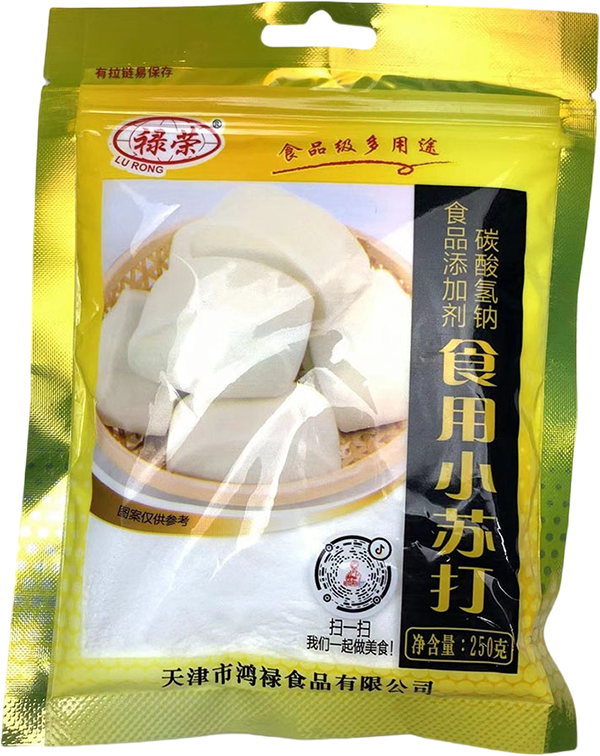 有拉链易保存
禄荣®
LU RONG
食品级多用途
食品添加剂
碳酸氢钠
食用小苏打
图案仅供参考
扫一扫
我们一起做美食!
净含量:250克
天津市鸿禄食品有限公司